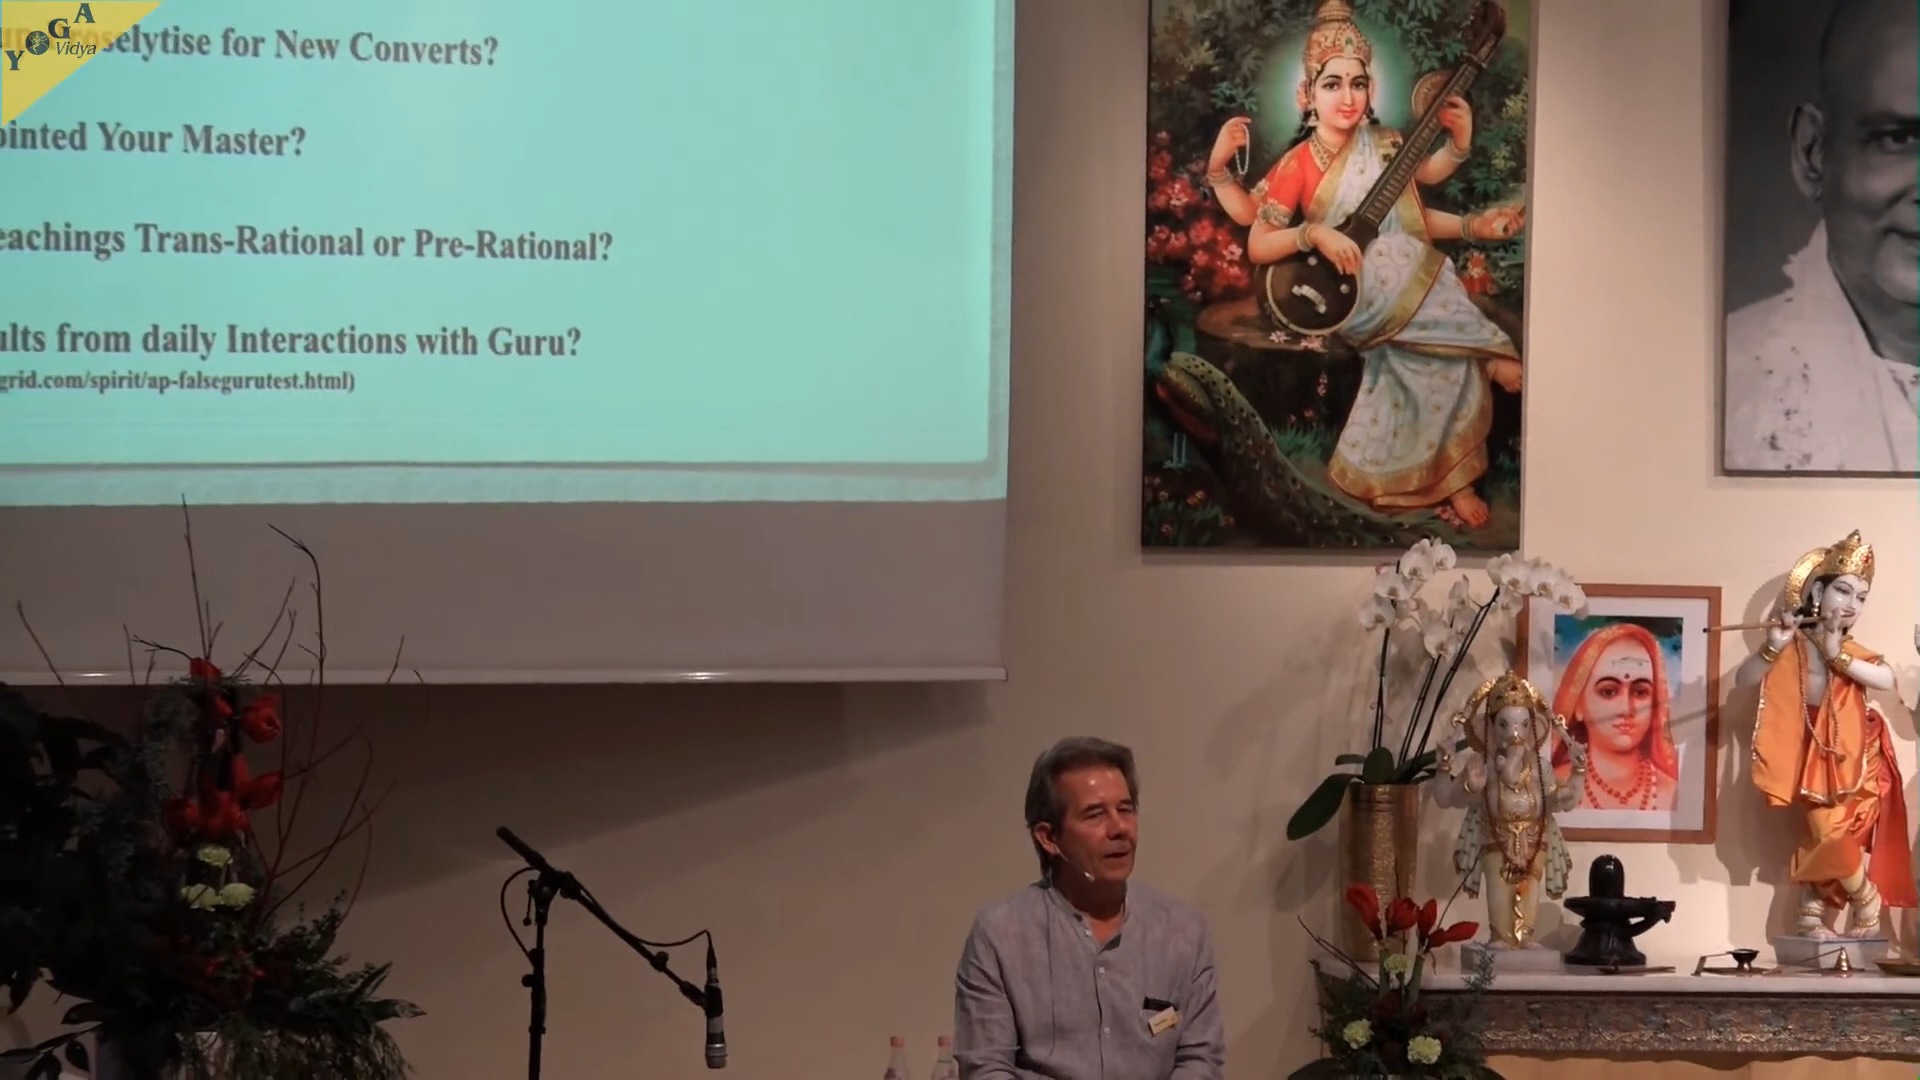 YOGA
Vidya
selytise for New Converts?
ointed Your Master?
eachings Trans-Rational or Pre-Rational?
ults from daily Interactions with Guru?
grid.com/spirit/ap-falsegurutest.html)